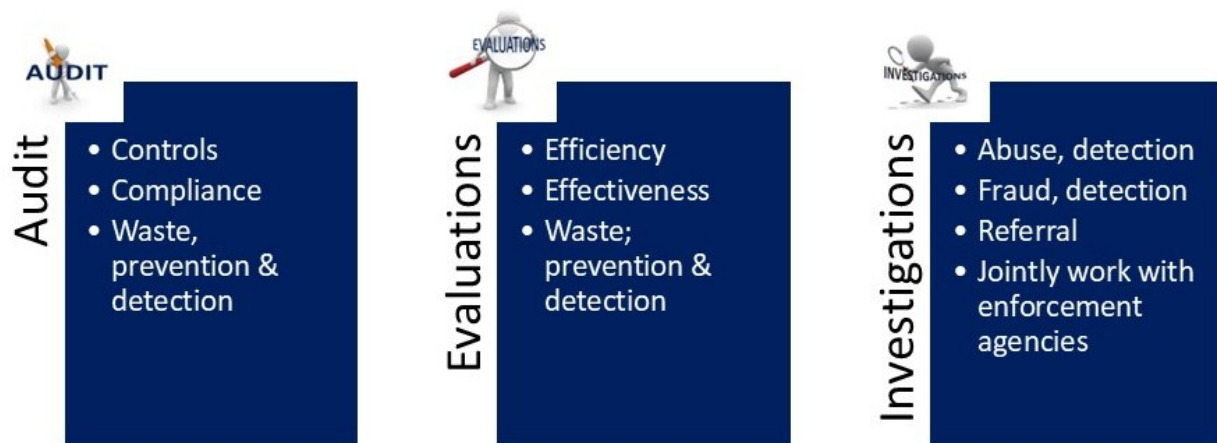 AUDIT
Audit
• Controls
• Compliance
• Waste,
prevention &
detection
EVALUATIONS
Evaluations
• Efficiency
• Effectiveness
• Waste;
prevention &
detection
INVESTIGATIONS
Investigations
• Abuse, detection
• Fraud, detection
• Referral
• Jointly work with
enforcement
agencies